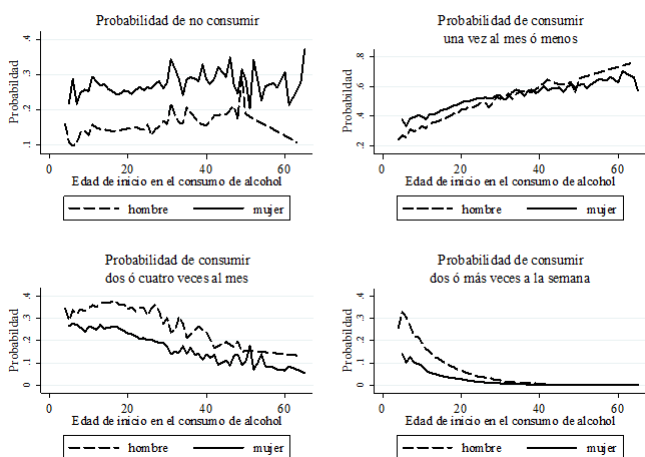 Probabilidad de no consumir
Probabilidad
.4
.3
.2
.1
0
20
40
60
Edad de inicio en el consumo de alcohol
hombre
mujer
Probabilidad de consumir
una vez al mes ó menos
Probabilidad
.8
.6
.4
.2
0
20
40
60
Edad de inicio en el consumo de alcohol
hombre
mujer
Probabilidad de consumir
dos ó cuatro veces al mes
Probabilidad
.4
.3
.2
.1
0
0
20
40
60
Edad de inicio en el consumo de alcohol
hombre
mujer
Probabilidad de consumir
dos ó más veces a la semana
Probabilidad
.4
.3
.2
.1
0
0
20
40
60
Edad de inicio en el consumo de alcohol
hombre
mujer